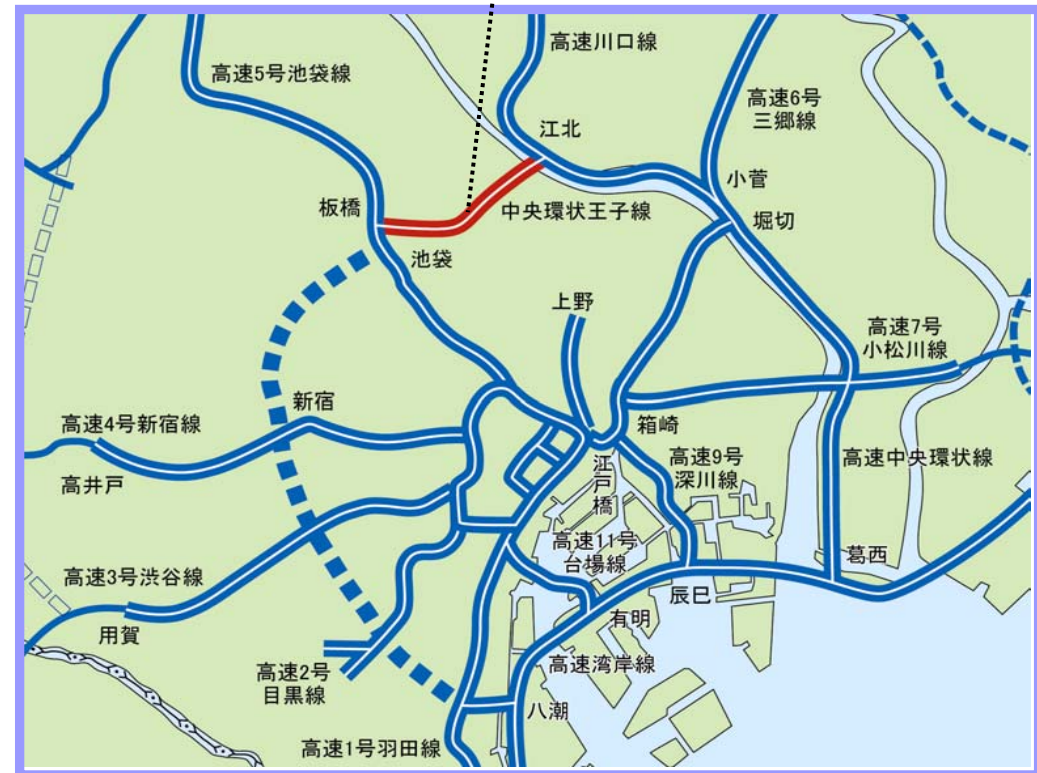 高速川口線
高速5号池袋線
高速6号
三郷線
江北
小菅
板橋
中央環状王子線
堀切
池袋
上野
高速7号
小松川線
新宿
箱崎
高速4号新宿線
江戸橋
高速9号
深川線
高速中央環状線
高井戸
高速11号
台場線
葛西
高速3号渋谷線
辰巳
有明
用賀
高速2号
目黒線
高速湾岸線
八潮
高速1号羽田線